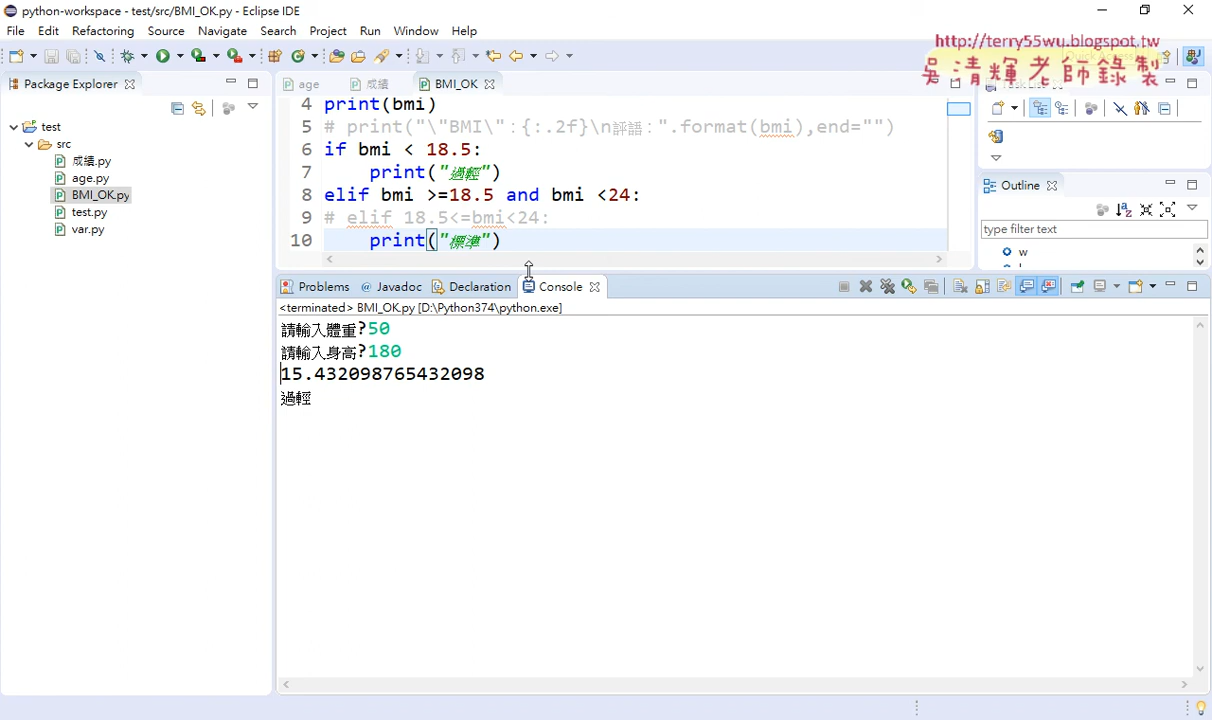 python-workspace - test/src/BMI_OK.py - Eclipse IDE
File Edit Refactoring Source Navigate Search Project Run Window Help
http://terry55wu.blogspot.tw
吳清輝老師錄製
Package Explorer
age 成績 BMI_OK
test
src
成績.py
age.py
BMI_OK.py
test.py
var.py
4 print(bmi)
5 # print("\"BMI\":{:.2f}\n評語:".format(bmi),end="")
6 if bmi < 18.5:
7 print("過輕")
8 elif bmi >=18.5 and bmi <24:
9 # elif 18.5<=bmi<24:
10 print("標準")
Outline
type filter text
w
Problems Javadoc Declaration Console
<terminated> BMI_OK.py [D:\Python374\python.exe]
請輸入體重?50
請輸入身高?180
15.432098765432098
過輕